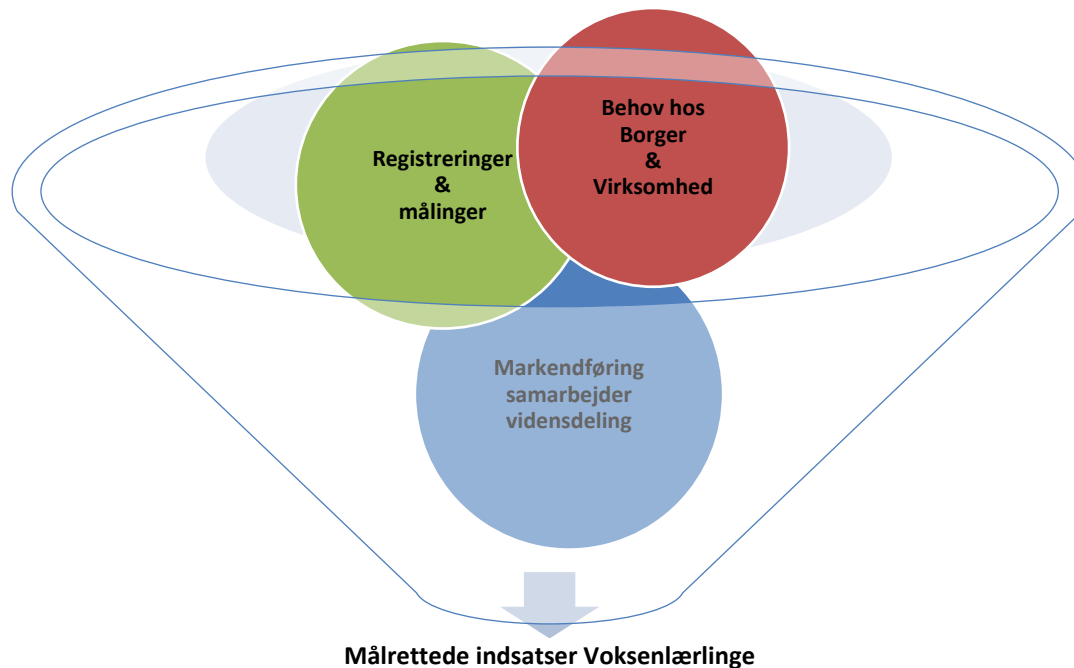 Registreringer
&
målinger
Behov hos
Borger
&
Virksomhed
Markendføring
samarbejder
vidensdeling
Målrettede indsatser Voksenlærlinge